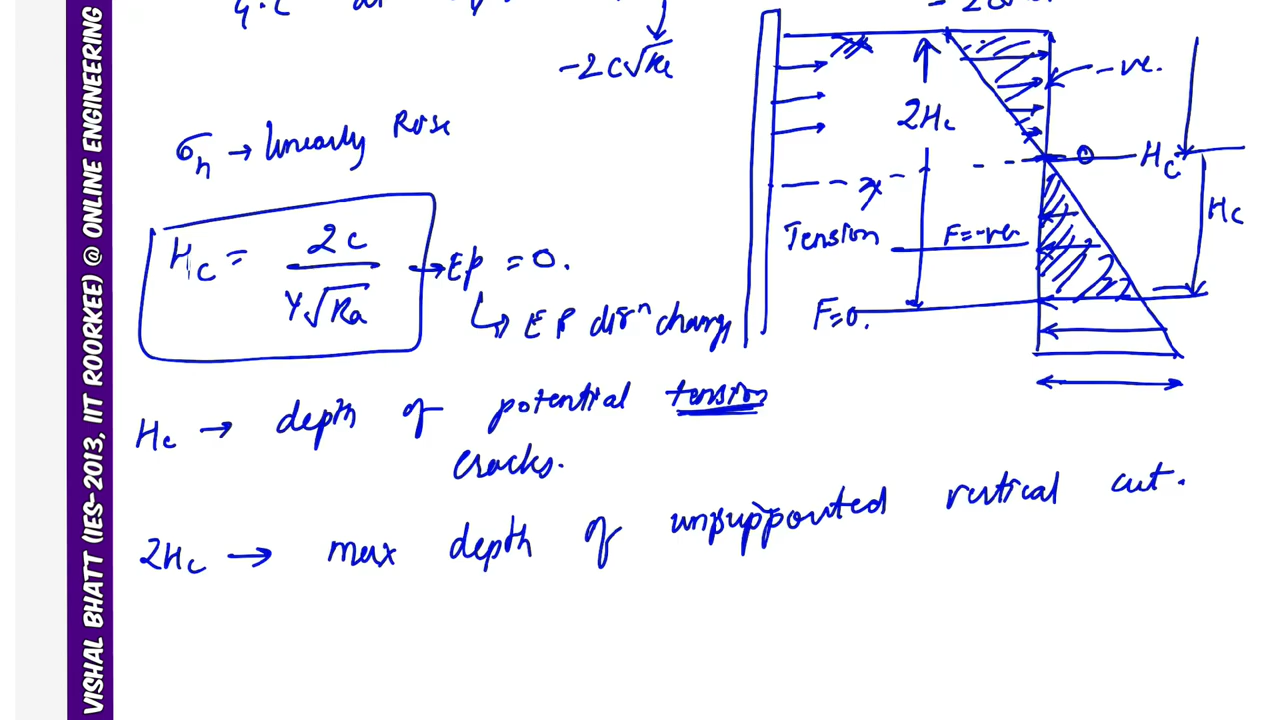 -2c√Ka
σh → linearly Rise
Hc = 2c / γ√Ka → EP = 0.
↳ EP disrⁿ change
Hc → depth of potential tension
cracks.
2Hc → max depth of unsupported vertical cut.
-ve.
2Hc
0
Hc
Hc
Tension
F=-ve
F=0.
VISHAL BHATT (IES-2013, IIT ROORKEE) @ ONLINE ENGINEERING